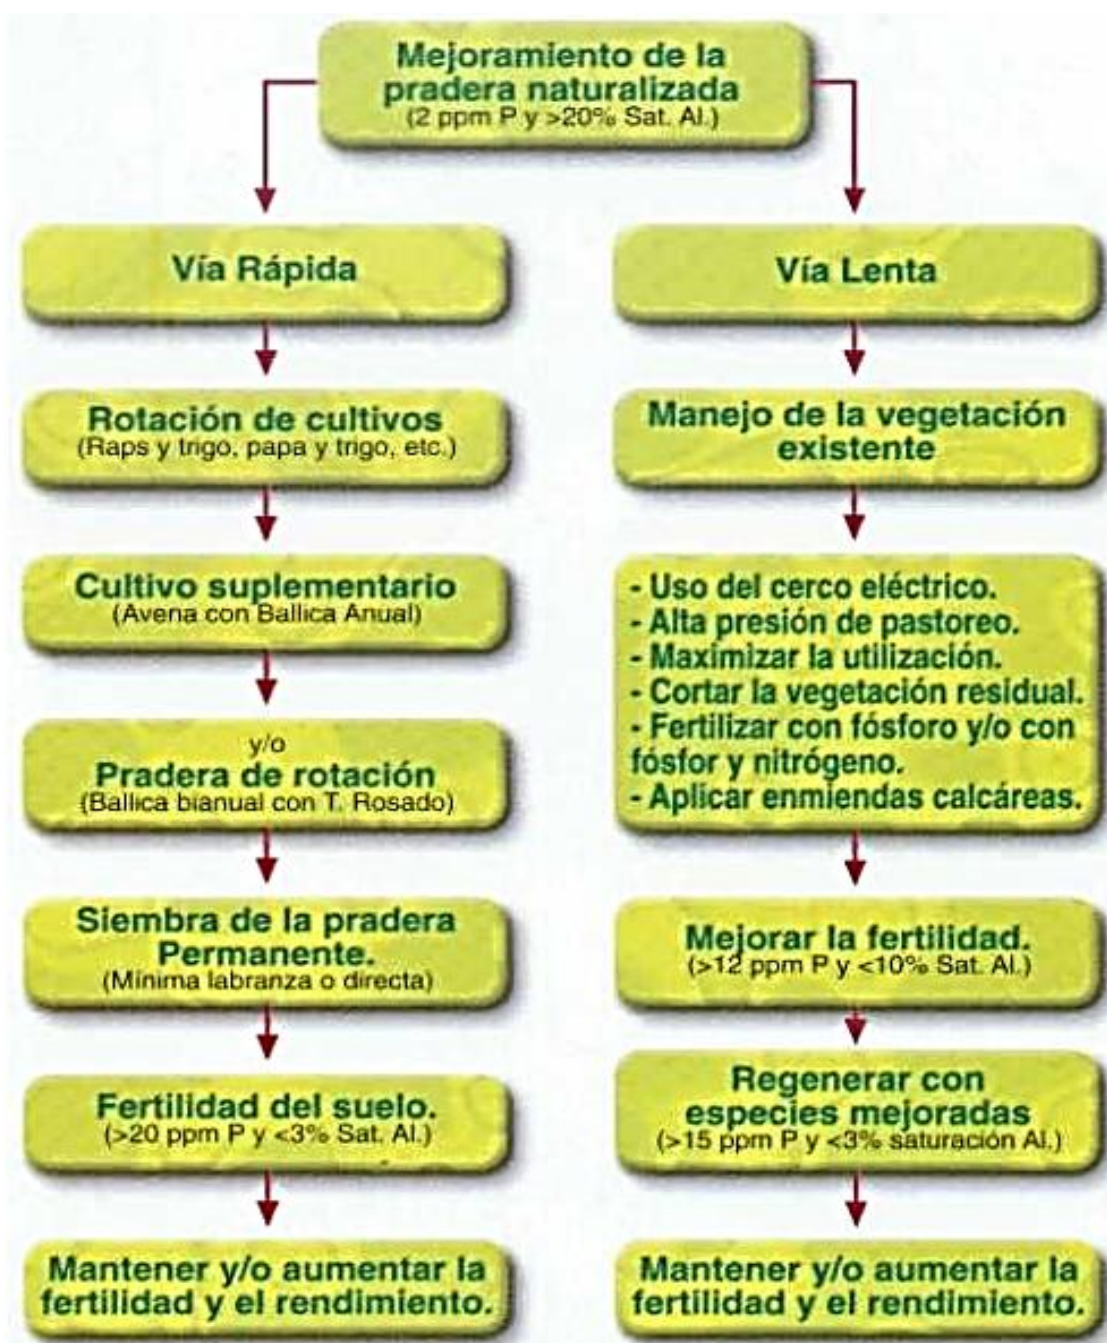 Mejoramiento de la
pradera naturalizada
(2 ppm P y >20% Sat. Al.)
Vía Rápida
Rotación de cultivos
(Raps y trigo, papa y trigo, etc.)
Cultivo suplementario
(Avena con Ballica Anual)
y/o
Pradera de rotación
(Ballica bianual con T. Rosado)
Siembra de la pradera
Permanente.
(Mínima labranza o directa)
Fertilidad del suelo.
(>20 ppm P y <3% Sat. Al.)
Mantener y/o aumentar la
fertilidad y el rendimiento.
Vía Lenta
Manejo de la vegetación
existente
- Uso del cerco eléctrico.
- Alta presión de pastoreo.
- Maximizar la utilización.
- Cortar la vegetación residual.
- Fertilizar con fósforo y/o con
fósfor y nitrógeno.
- Aplicar enmiendas calcáreas.
Mejorar la fertilidad.
(>12 ppm P y <10% Sat. Al.)
Regenerar con
especies mejoradas
(>15 ppm P y <3% saturación Al.)
Mantener y/o aumentar la
fertilidad y el rendimiento.